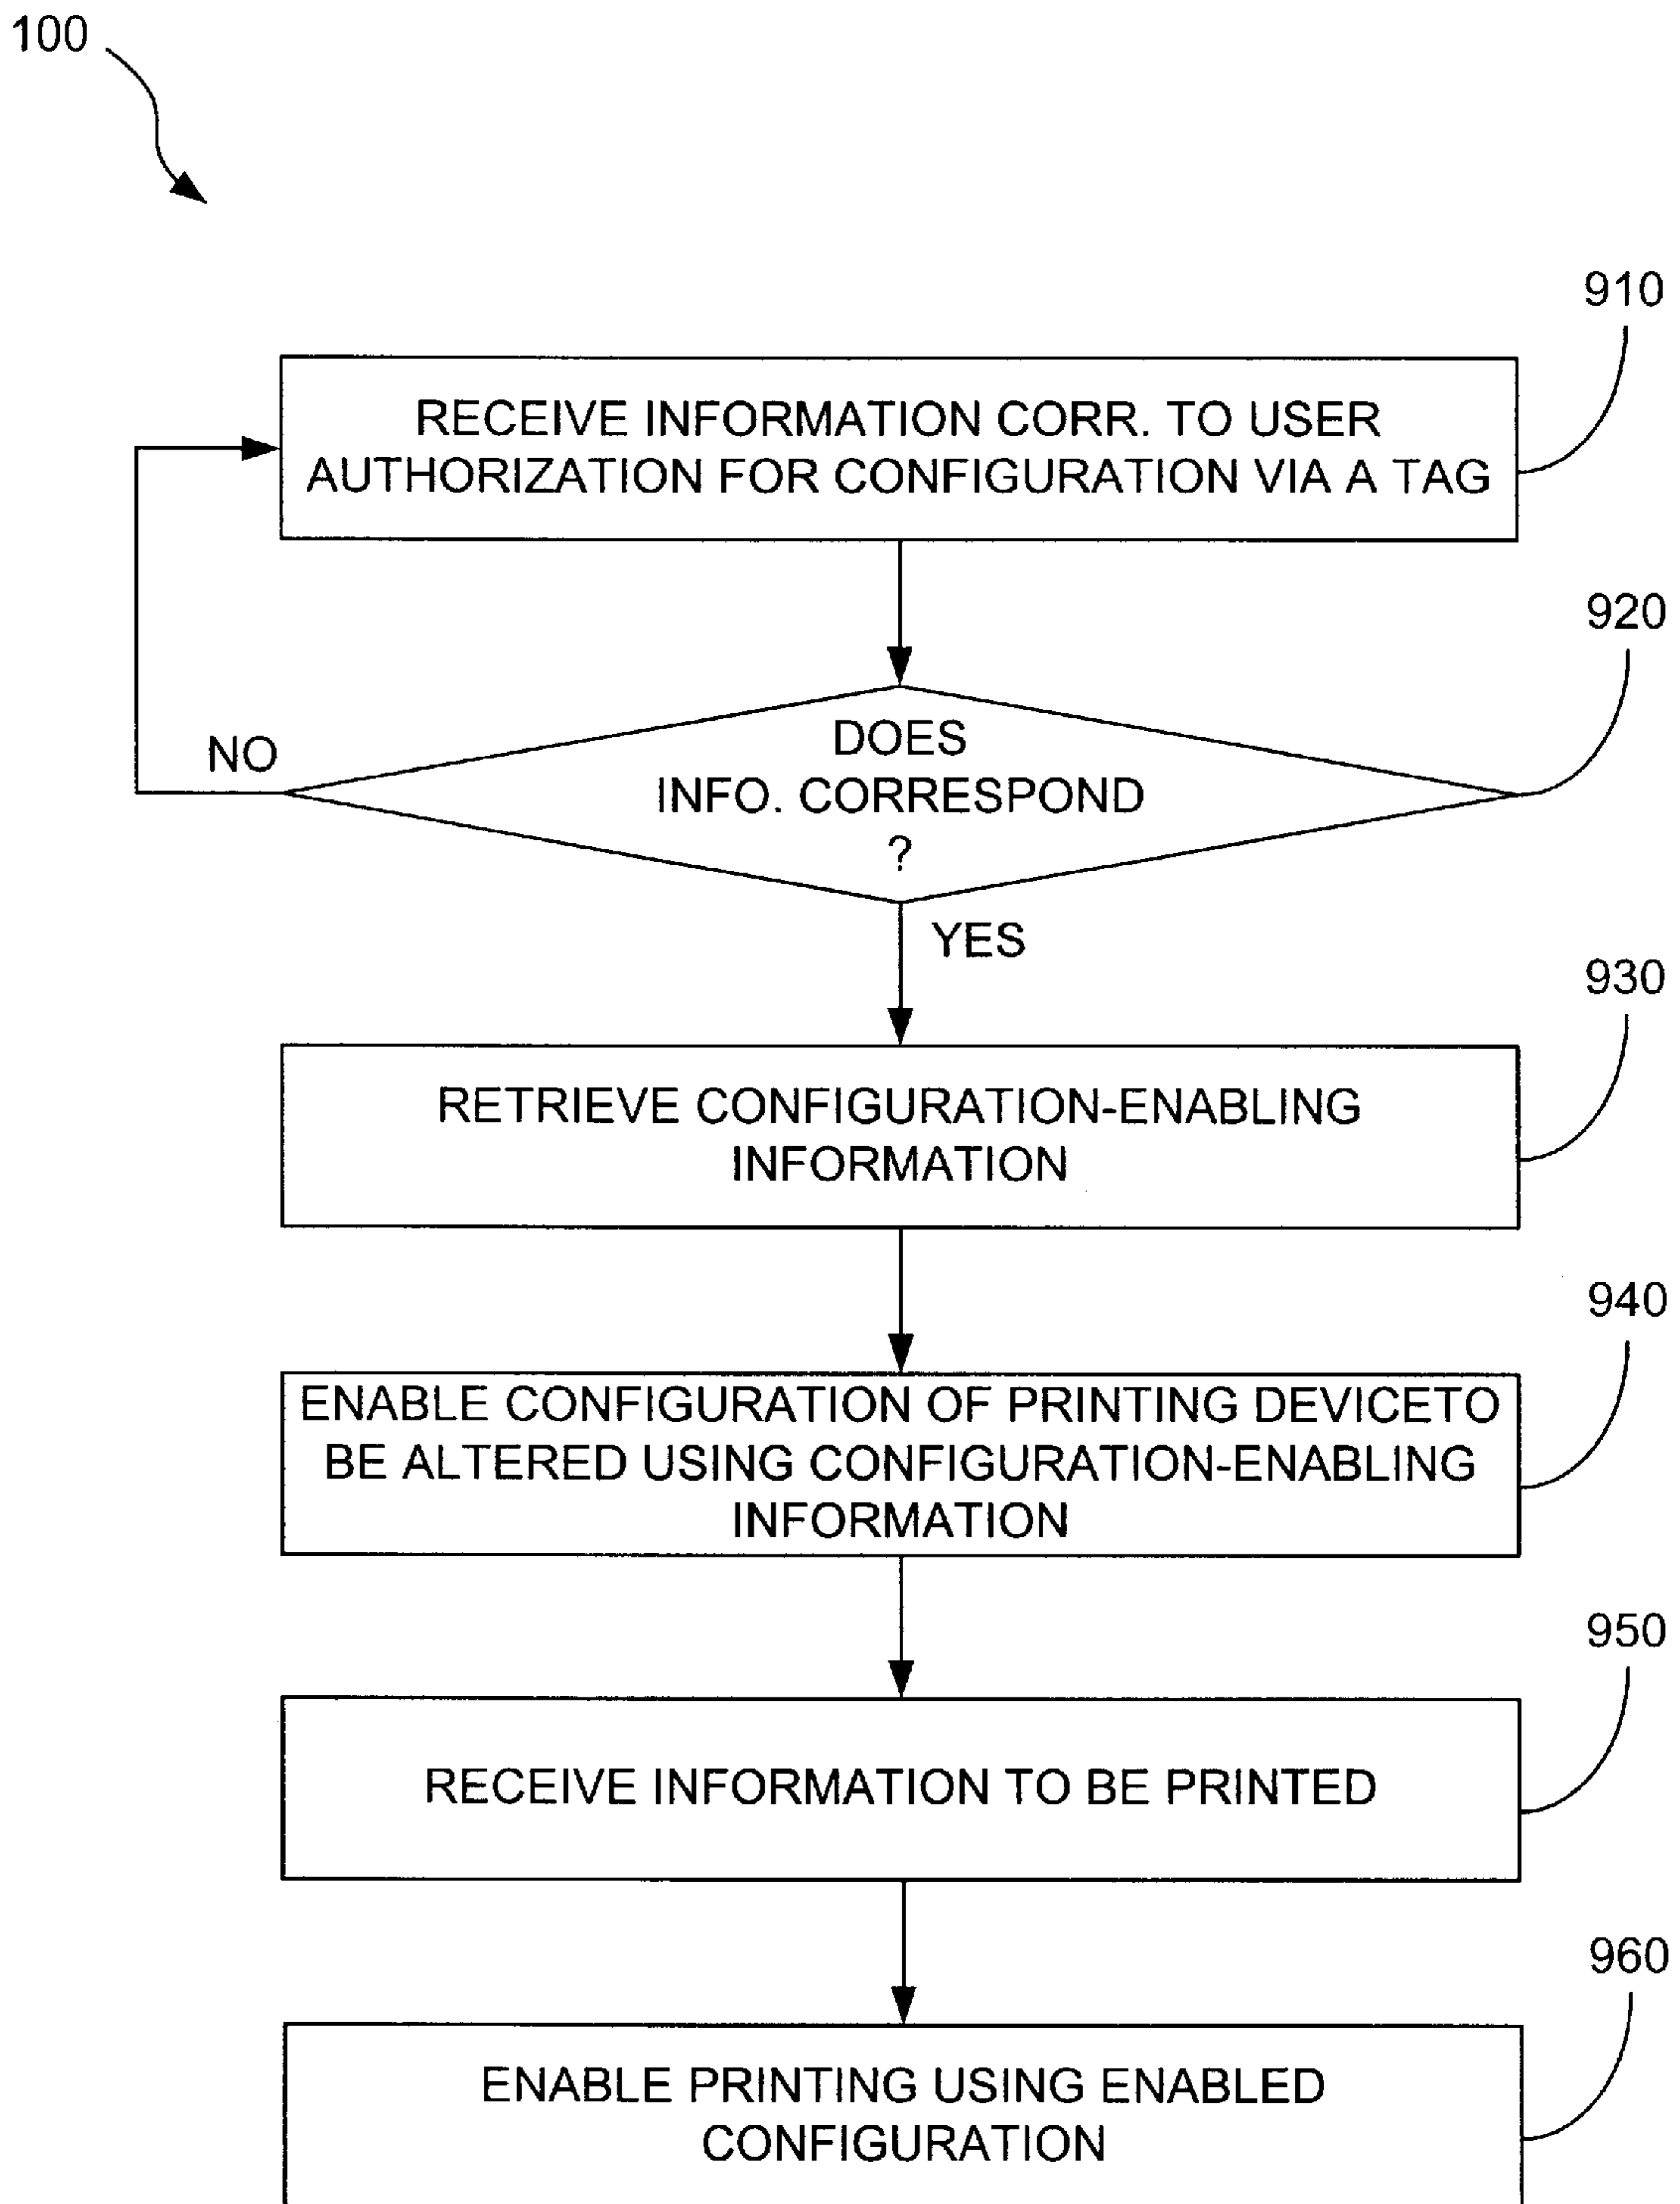 100
910
RECEIVE INFORMATION CORR. TO USER
AUTHORIZATION FOR CONFIGURATION VIA A TAG
920
DOES
INFO. CORRESPOND
?
NO
YES
930
RETRIEVE CONFIGURATION-ENABLING
INFORMATION
940
ENABLE CONFIGURATION OF PRINTING DEVICETO
BE ALTERED USING CONFIGURATION-ENABLING
INFORMATION
950
RECEIVE INFORMATION TO BE PRINTED
960
ENABLE PRINTING USING ENABLED
CONFIGURATION